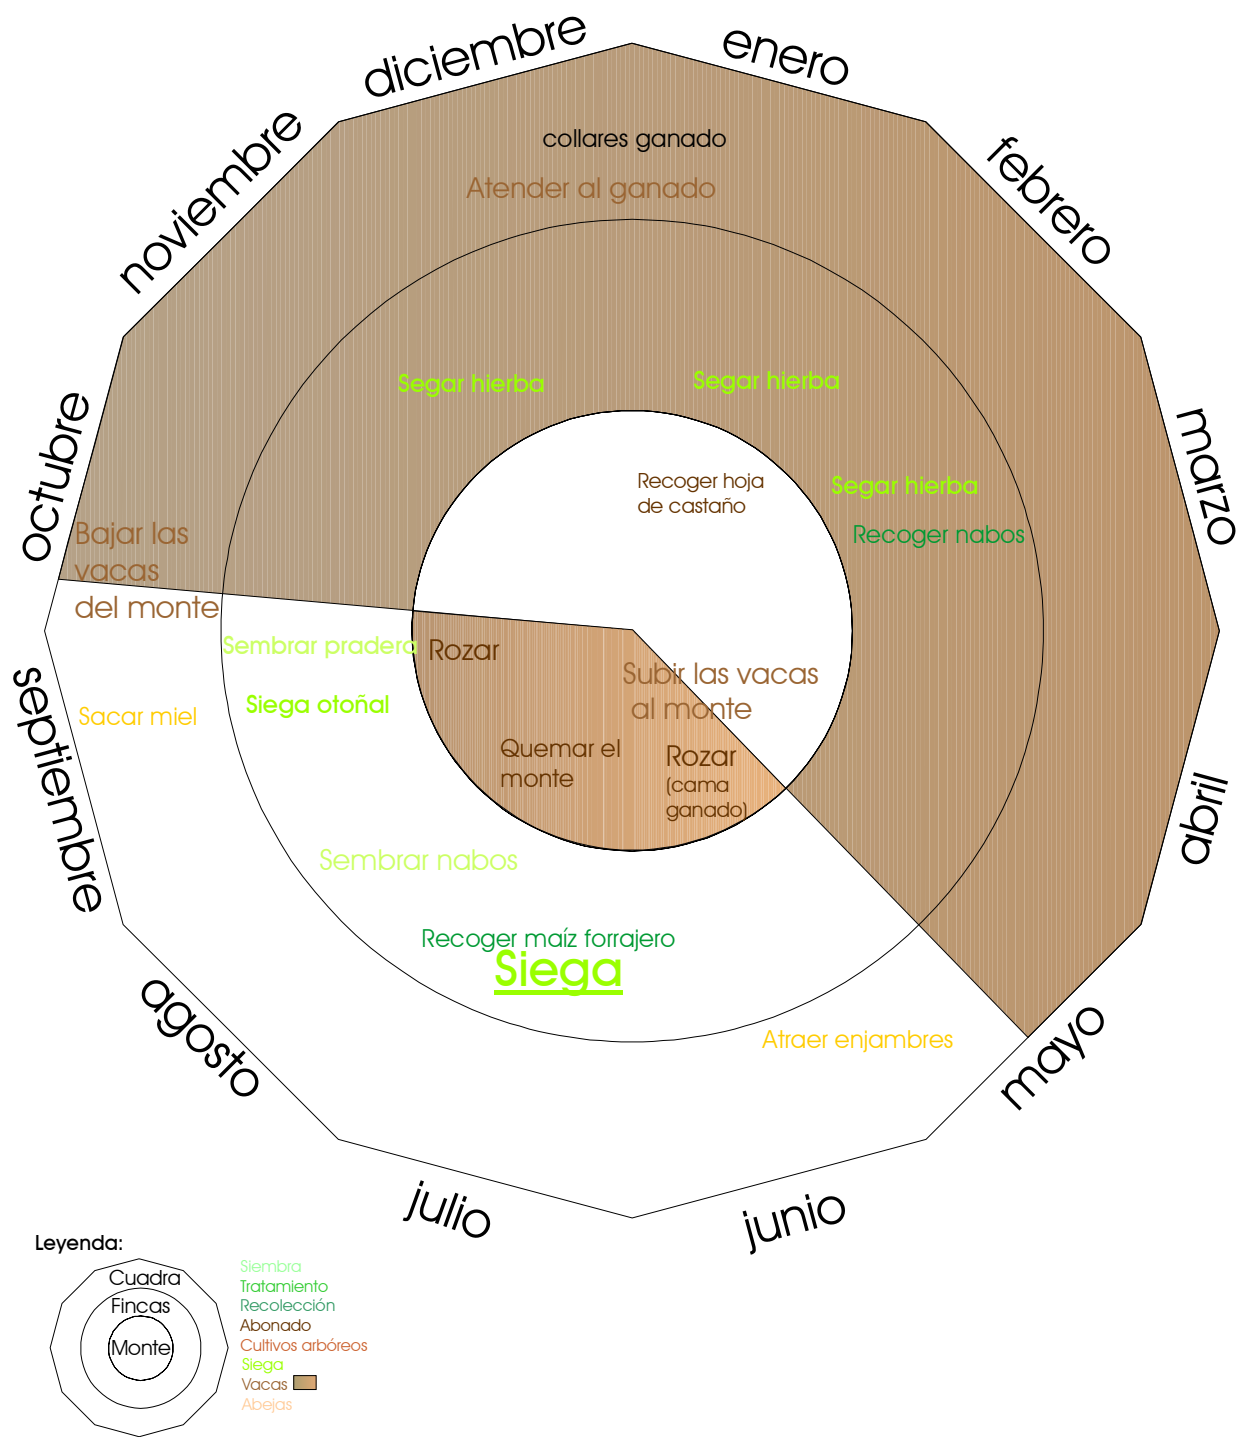 diciembre
enero
noviembre
febrero
collares ganado
Atender al ganado
octubre
marzo
Segar hierba
Segar hierba
Recoger hoja
de castaño
Segar hierba
Recoger nabos
Bajar las
vacas
del monte
Sembrar pradera
Rozar
Subir las vacas
al monte
Siega otoñal
Sacar miel
septiembre
Quemar el
monte
Rozar
(cama
ganado)
abril
Sembrar nabos
Recoger maíz forrajero
Siega
Atraer enjambres
agosto
mayo
julio
junio
Leyenda:
Cuadra
Fincas
Monte
Siembra
Tratamiento
Recolección
Abonado
Cultivos arbóreos
Siega
Vacas
Abejas